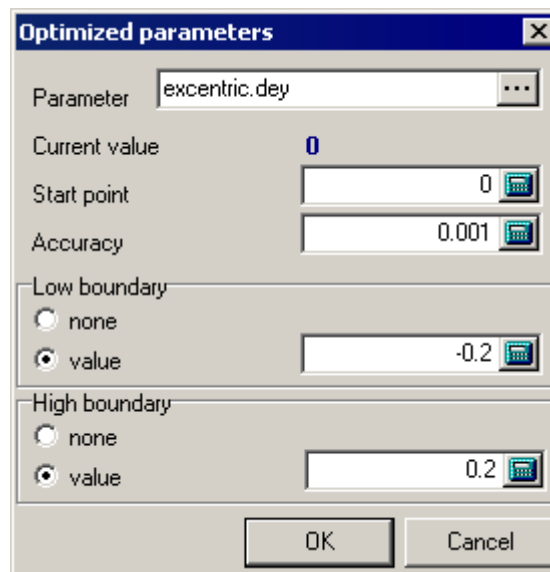 Optimized parameters
Parameter excentric.dey ...
Current value 0
Start point 0
Accuracy 0.001
Low boundary
none
value -0.2
High boundary
none
value 0.2
OK Cancel